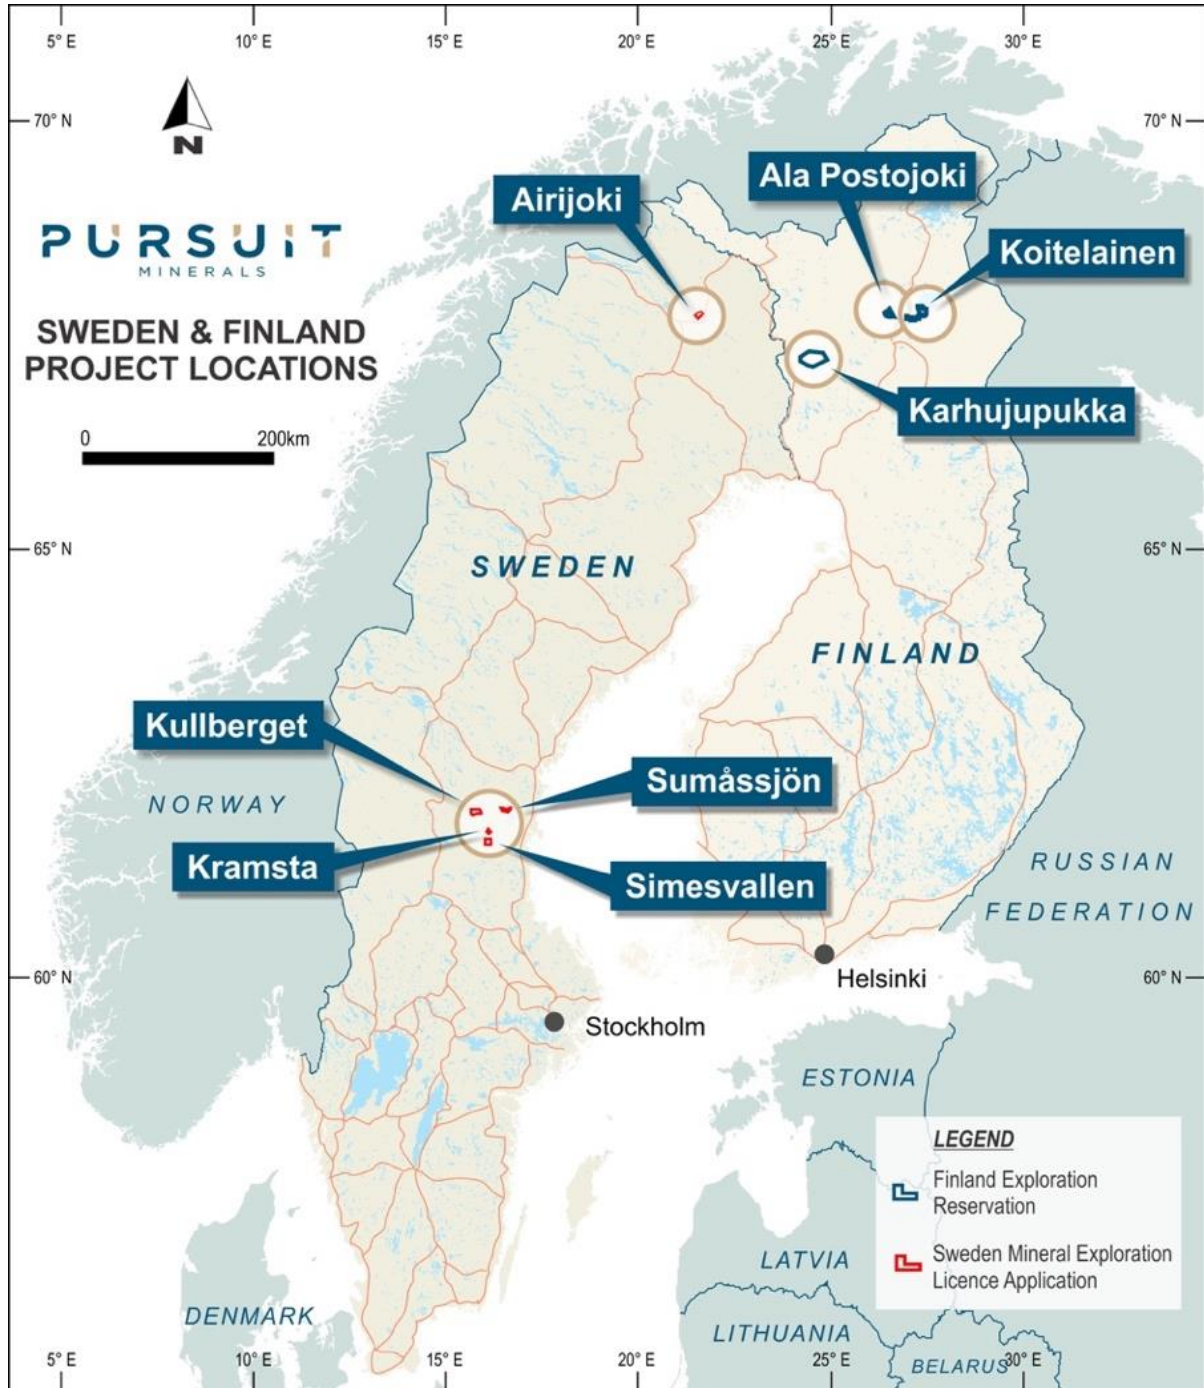 5° E 10° E 15° E 20° E 25° E 30° E
70° N 70° N
N
PURSUIT
MINERALS
SWEDEN & FINLAND
PROJECT LOCATIONS
0 200km
Airijoki
Ala Postojoki
Koitelainen
Karhujupukka
65° N 65° N
SWEDEN
FINLAND
Kullberget
NORWAY
Sumåssjön
Kramsta
Simesvallen
RUSSIAN
FEDERATION
60° N 60° N
Helsinki
Stockholm
ESTONIA
LEGEND
Finland Exploration
Reservation
Sweden Mineral Exploration
Licence Application
LATVIA
DENMARK
LITHUANIA
BELARUS
5° E 10° E 15° E 20° E 25° E 30° E